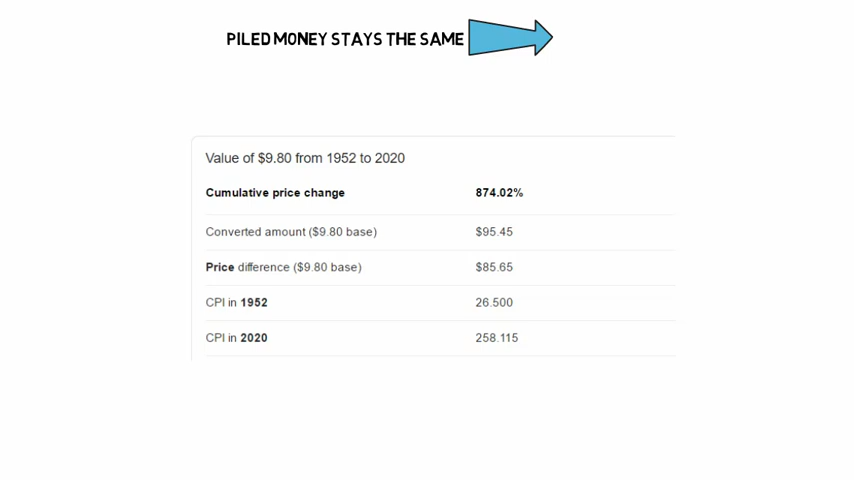 PILED MONEY STAYS THE SAME
Value of $9.80 from 1952 to 2020
Cumulative price change 874.02%
Converted amount ($9.80 base) $95.45
Price difference ($9.80 base) $85.65
CPI in 1952 26.500
CPI in 2020 258.115